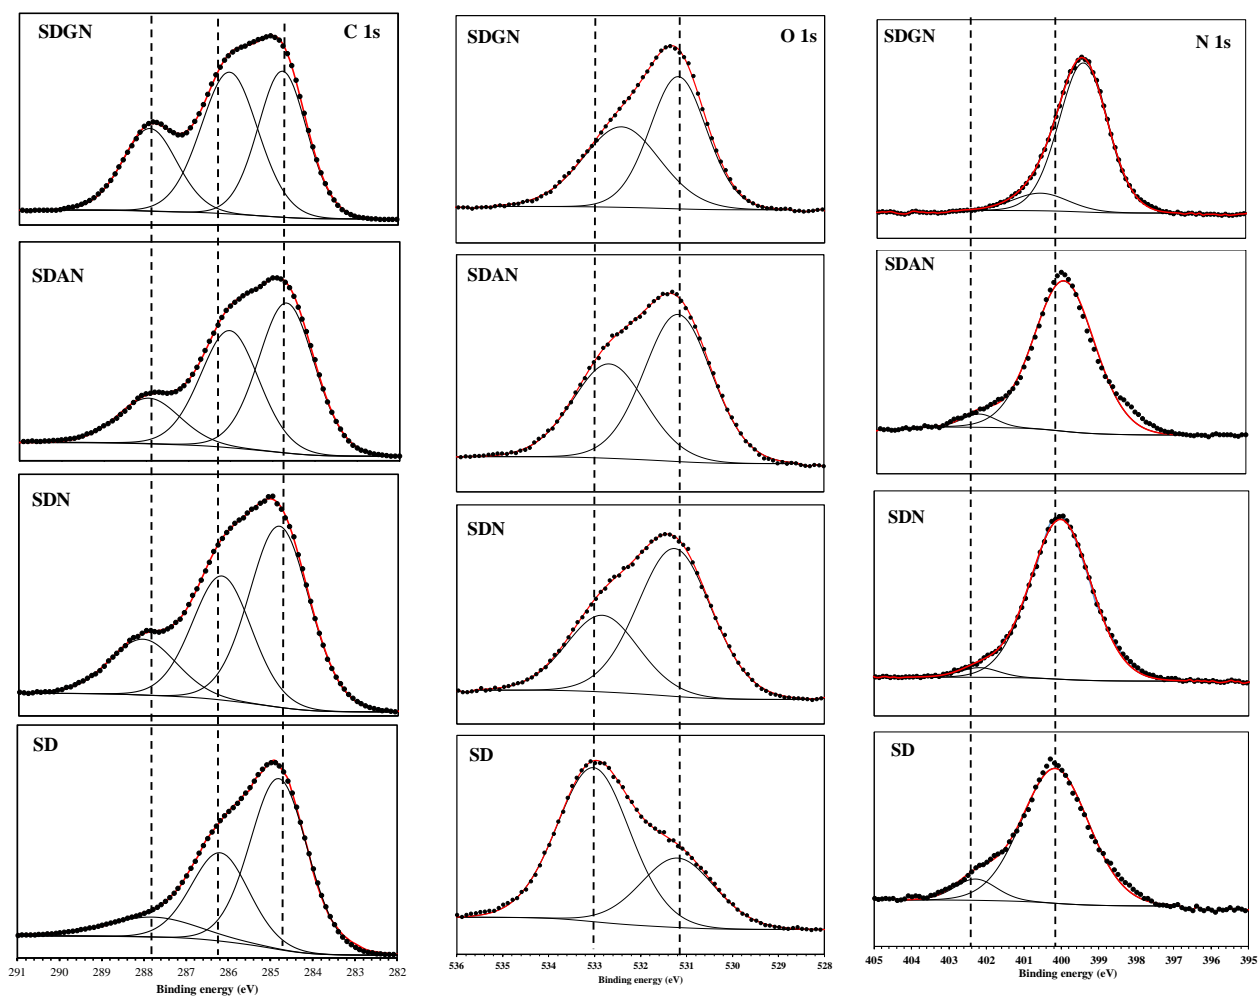 SDGN C 1s
SDAN
SDN
SD
291 290 289 288 287 286 285 284 283 282
Binding energy (eV)
SDGN O 1s
SDAN
SDN
SD
536 535 534 533 532 531 530 529 528
Binding energy (eV)
SDGN N 1s
SDAN
SDN
SD
405 404 403 402 401 400 399 398 397 396 395
Binding energy (eV)